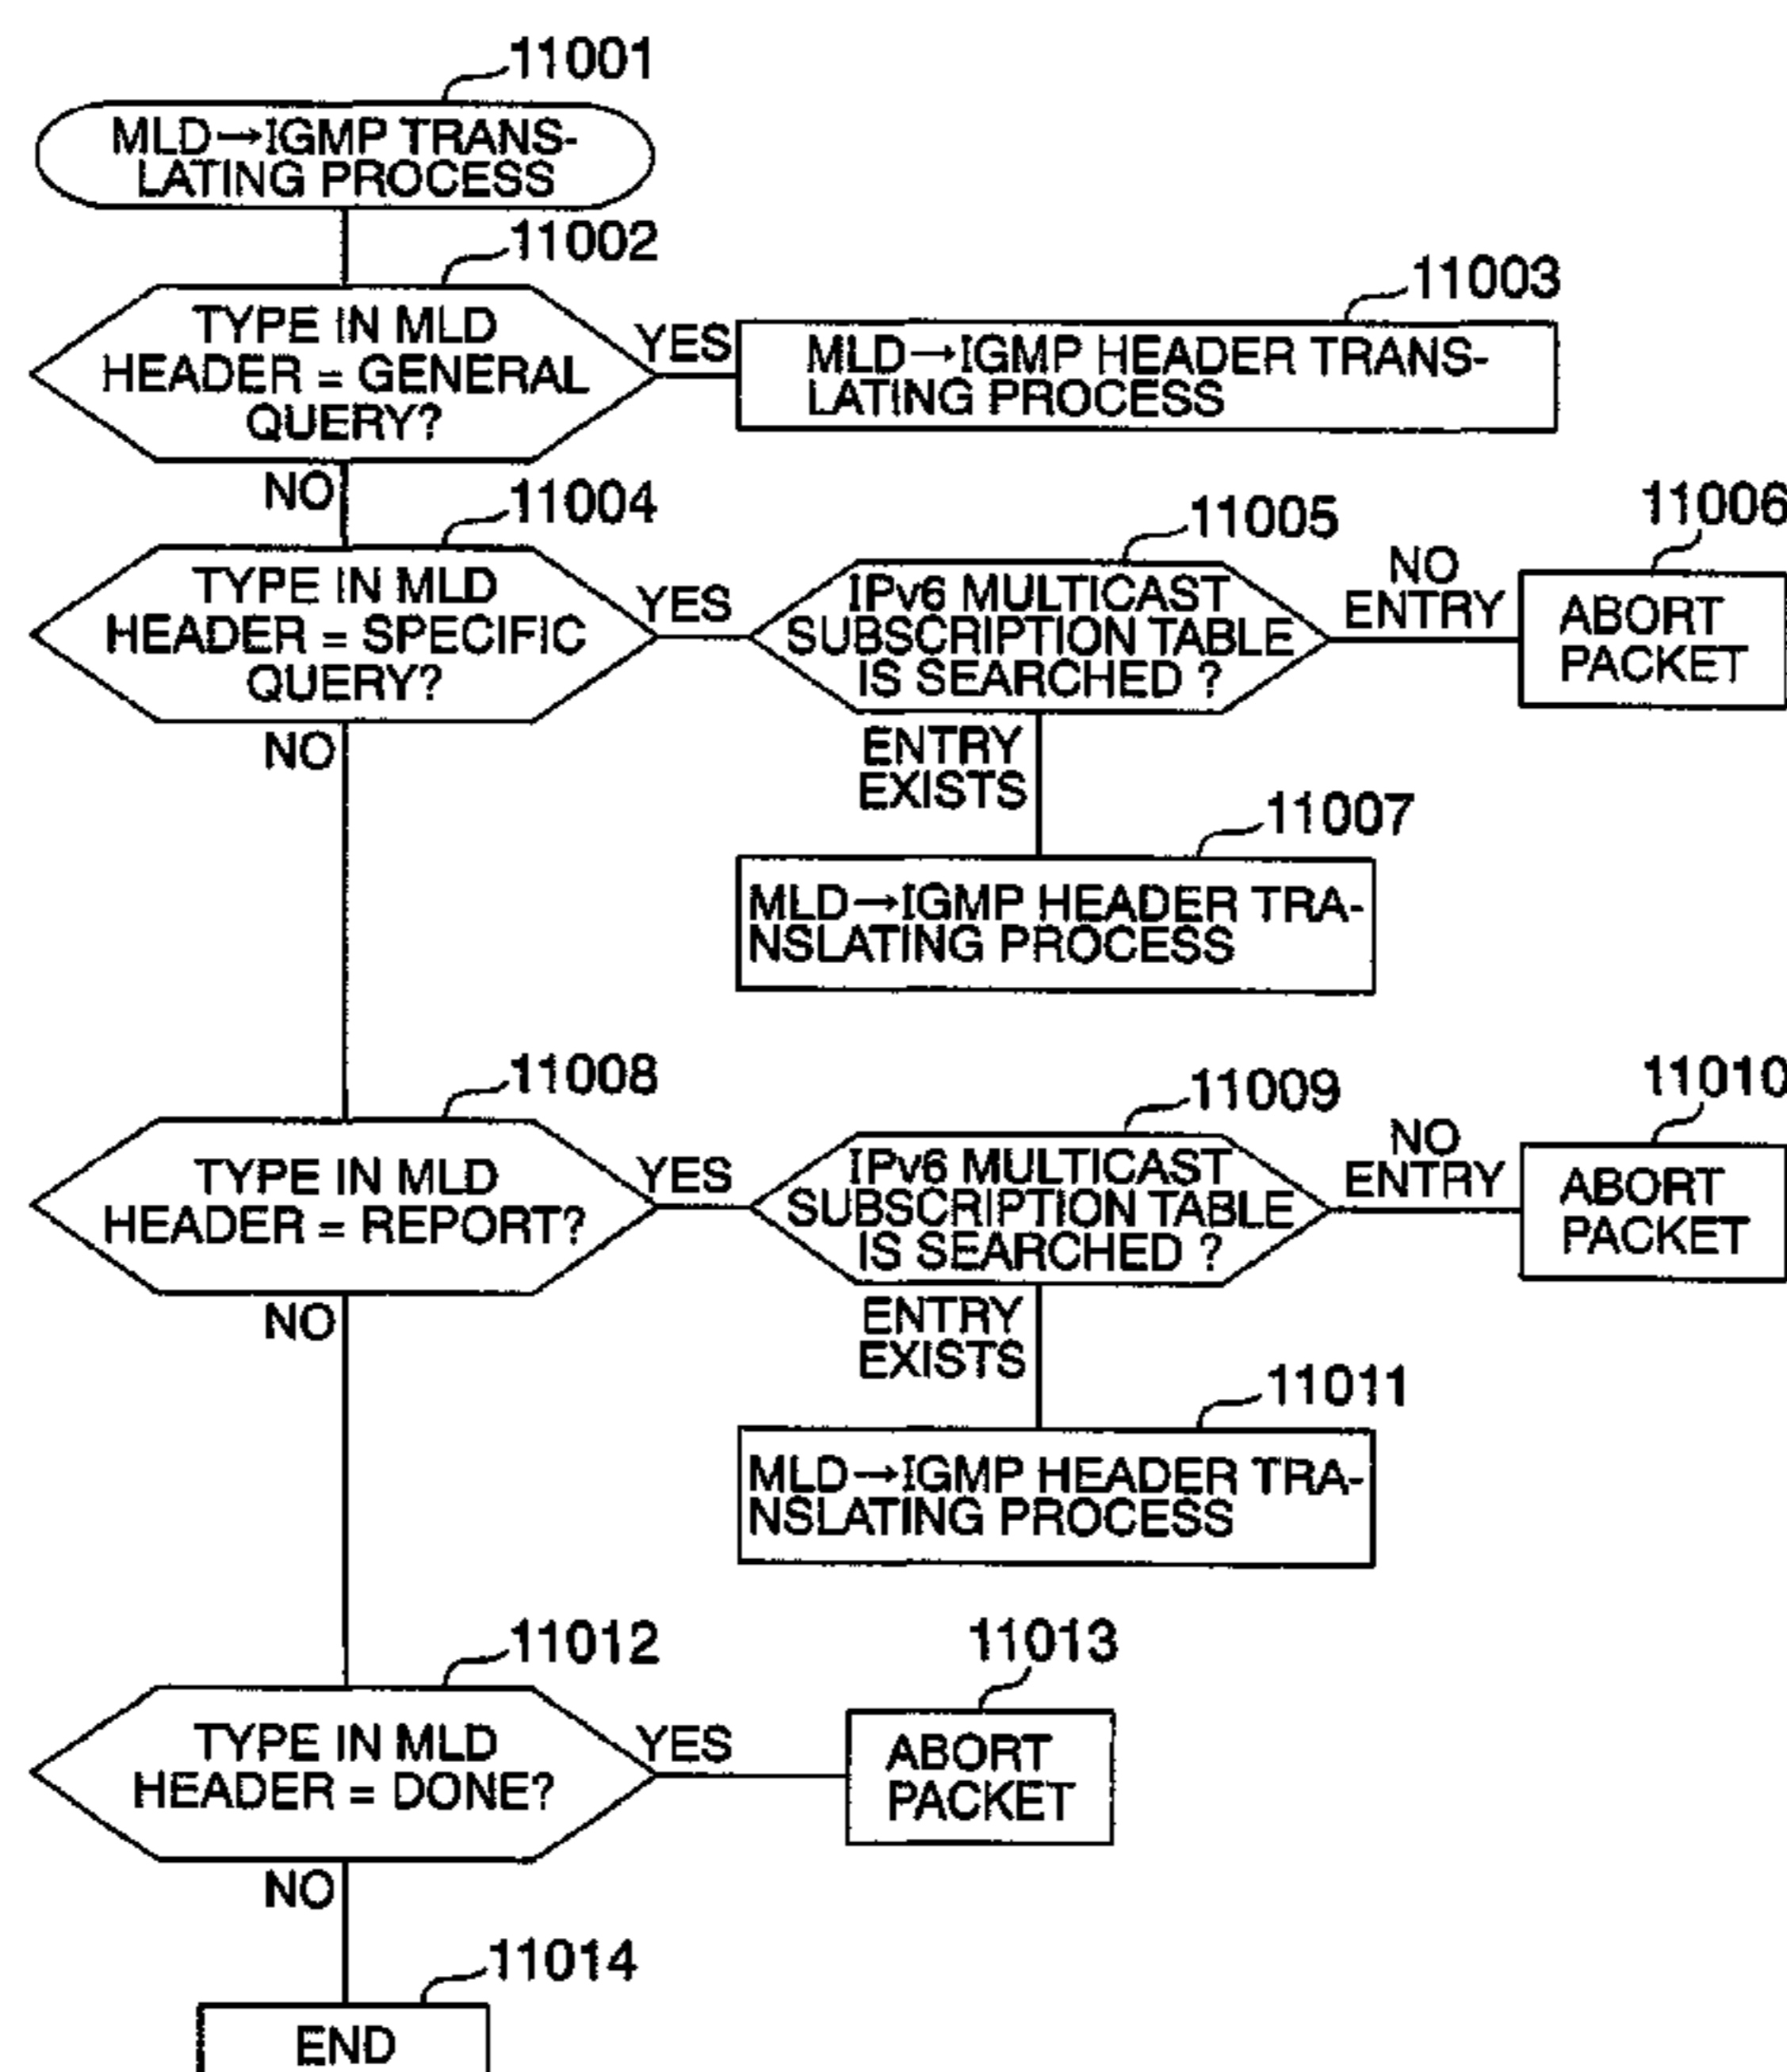 11001
MLD→IGMP TRANS-
LATING PROCESS
11002
TYPE IN MLD
HEADER = GENERAL
QUERY?
YES
11003
MLD→IGMP HEADER TRANS-
LATING PROCESS
NO
11004
TYPE IN MLD
HEADER = SPECIFIC
QUERY?
YES
11005
IPv6 MULTICAST
SUBSCRIPTION TABLE
IS SEARCHED ?
NO
ENTRY
11006
ABORT
PACKET
ENTRY
EXISTS
11007
MLD→IGMP HEADER TRA-
NSLATING PROCESS
NO
11008
TYPE IN MLD
HEADER = REPORT?
YES
11009
IPv6 MULTICAST
SUBSCRIPTION TABLE
IS SEARCHED ?
NO
ENTRY
11010
ABORT
PACKET
ENTRY
EXISTS
11011
MLD→IGMP HEADER TRA-
NSLATING PROCESS
NO
11012
TYPE IN MLD
HEADER = DONE?
YES
11013
ABORT
PACKET
NO
11014
END